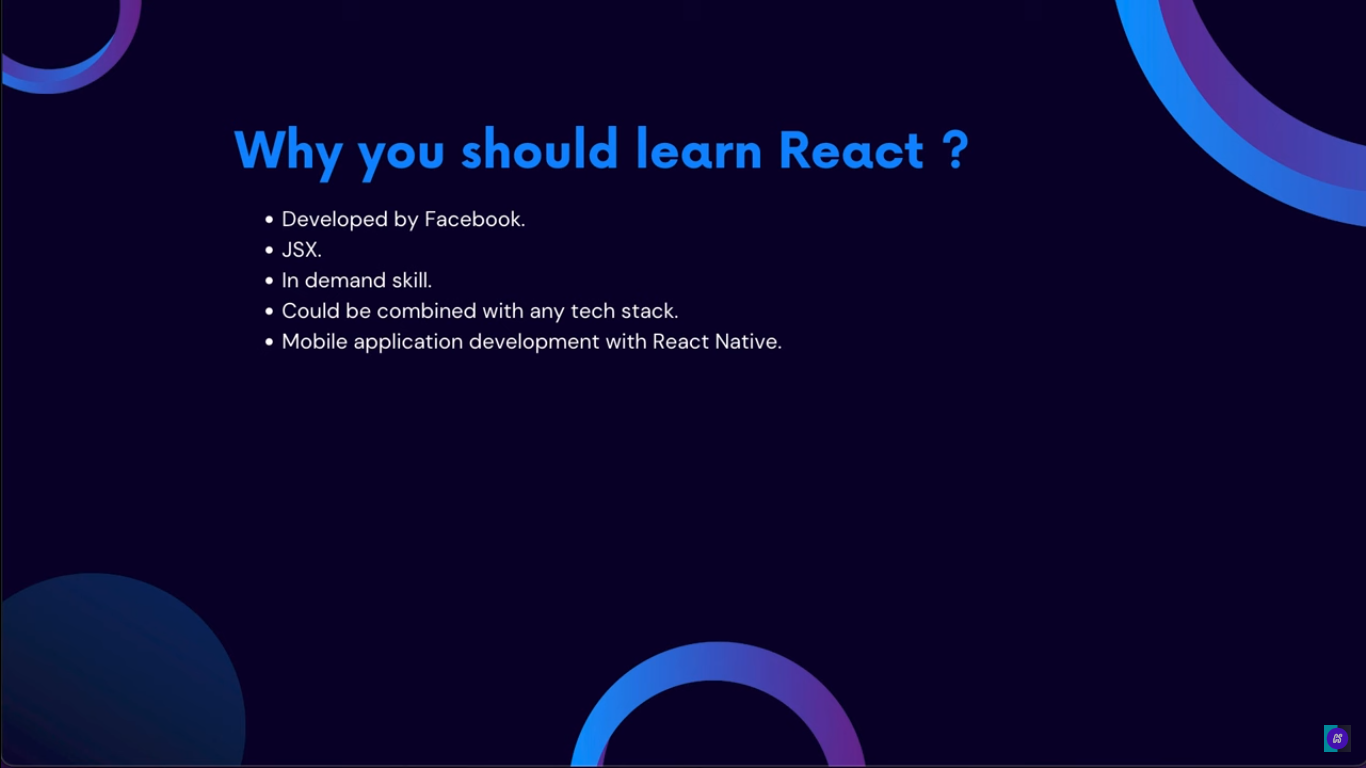 Why you should learn React ?
• Developed by Facebook.
• JSX.
• In demand skill.
• Could be combined with any tech stack.
• Mobile application development with React Native.